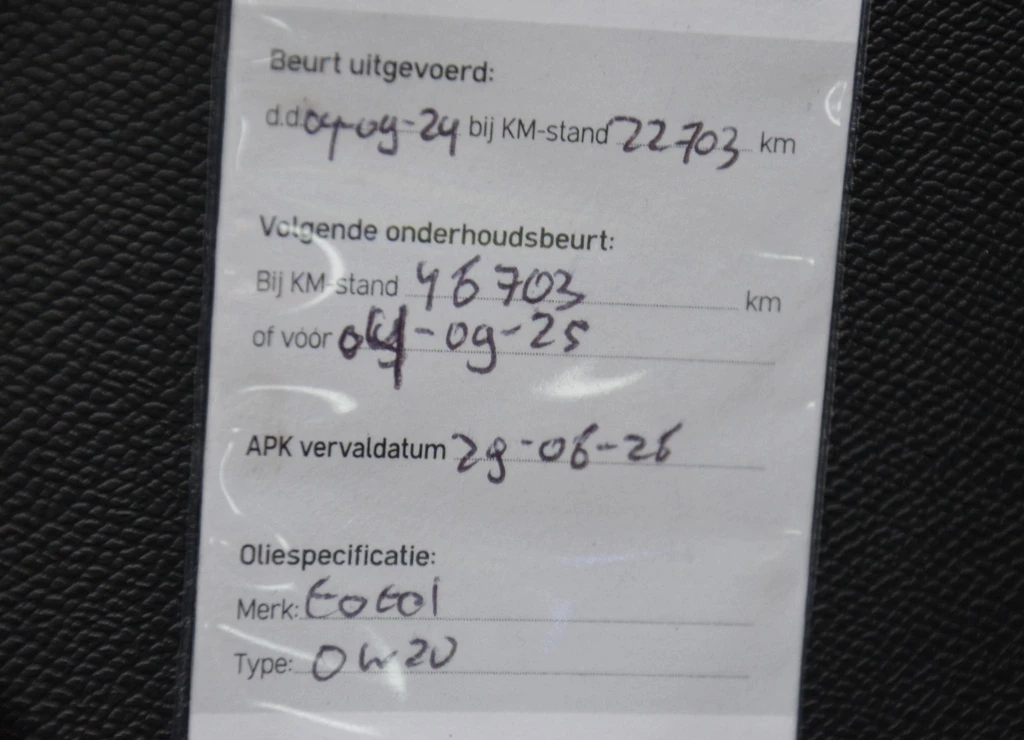 Beurt uitgevoerd:
d.d. 04-09-24 bij KM-stand 22703 km
Volgende onderhoudsbeurt:
Bij KM-stand 46703 km
of vóór 04-09-25
APK vervaldatum 29-06-26
Oliespecificatie:
Merk: total
Type: 0w20